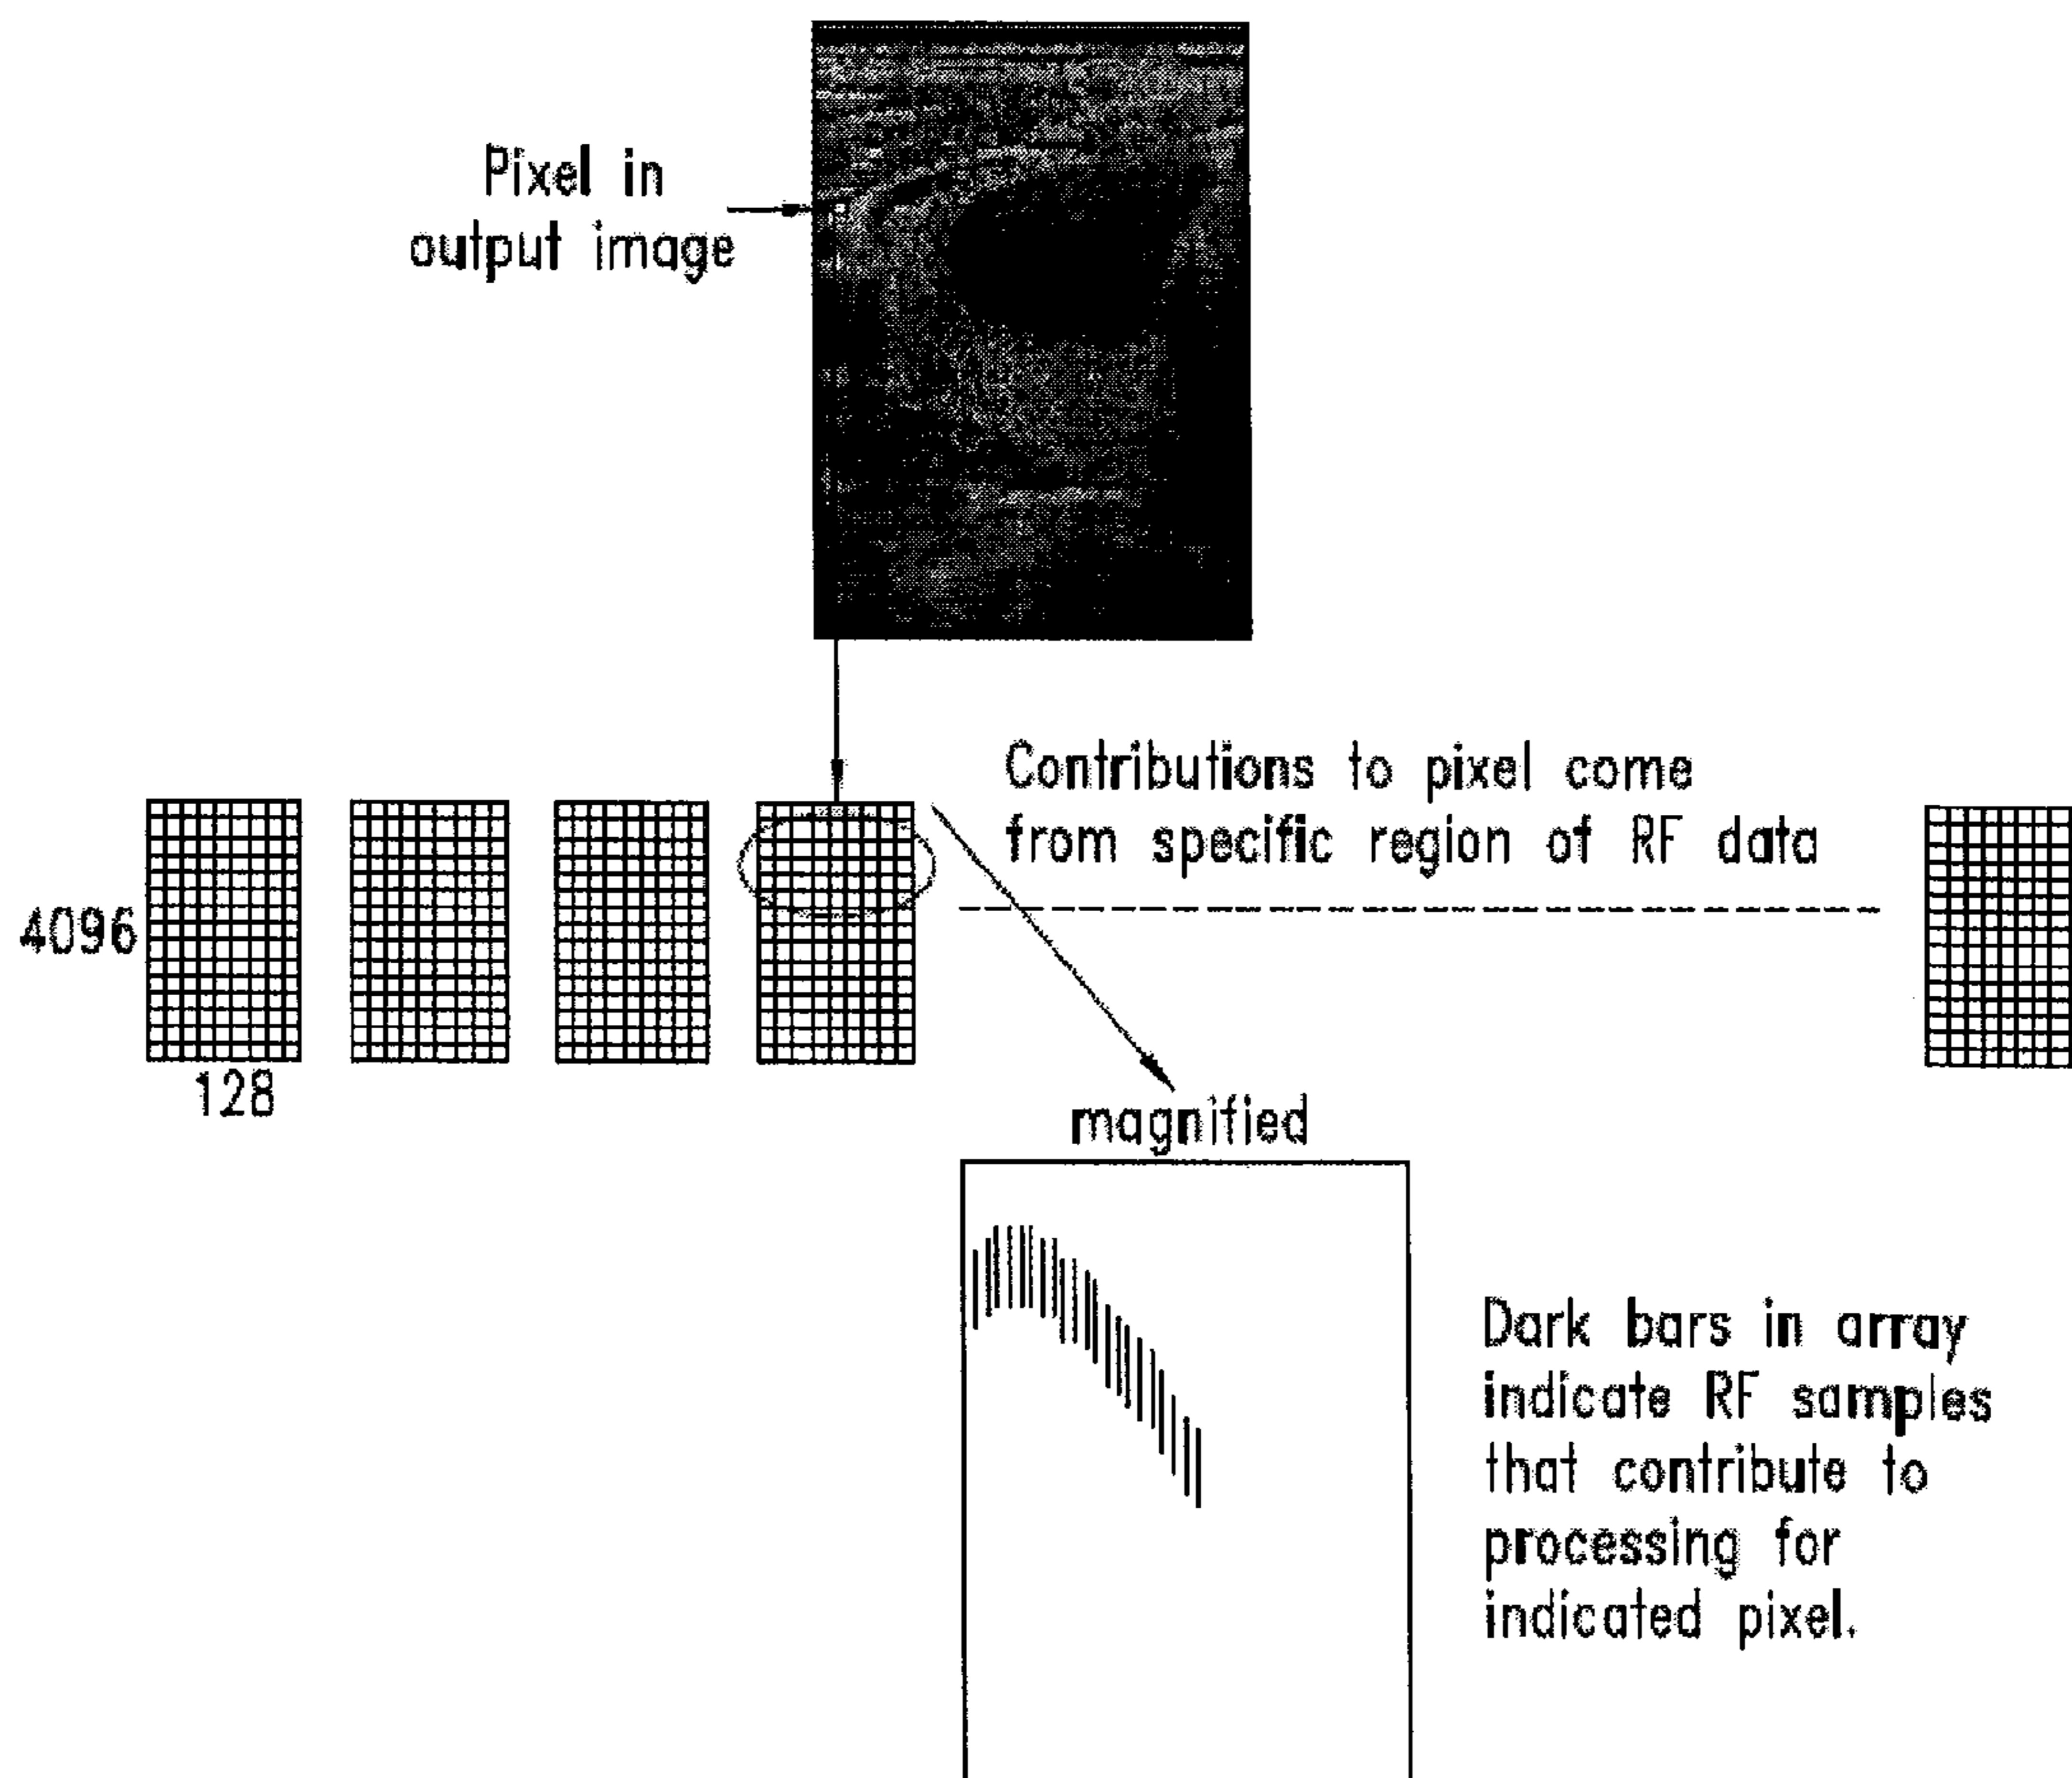 Pixel in
output image
Contributions to pixel come
from specific region of RF data
4096
128
magnified
Dark bars in array
indicate RF samples
that contribute to
processing for
indicated pixel.